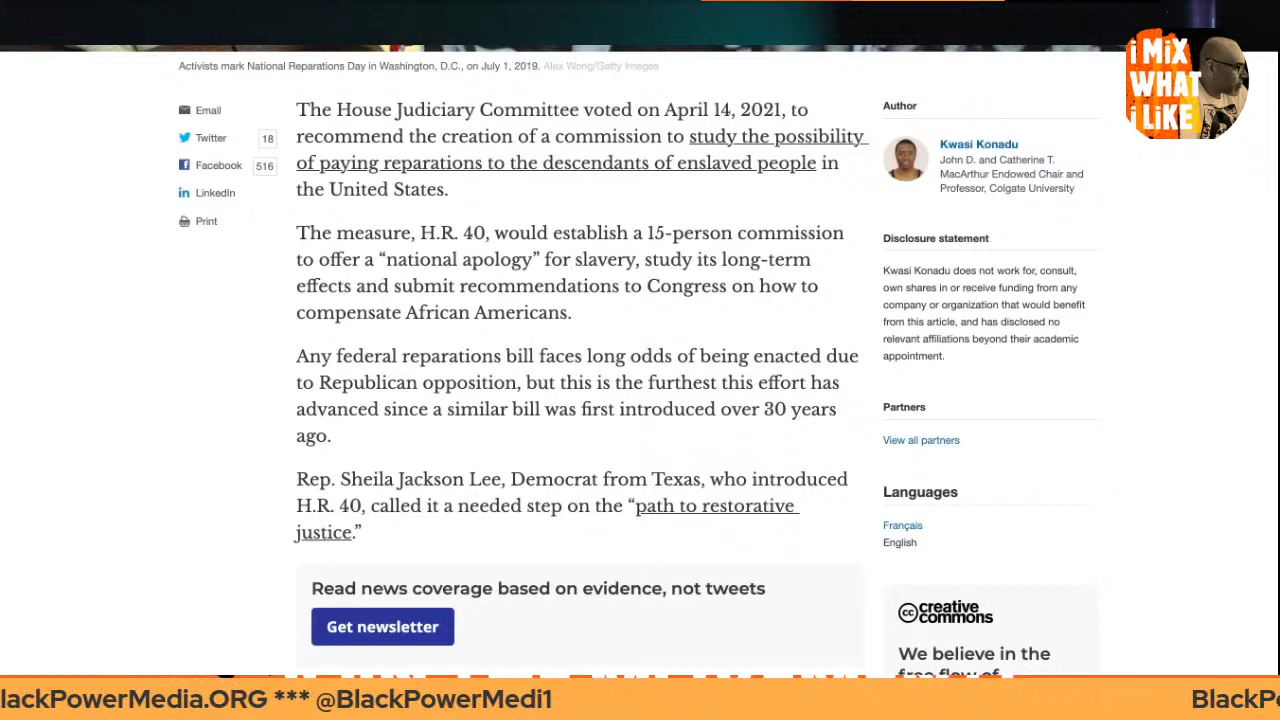 i MiX
WHAT
i LiKE
Activists mark National Reparations Day in Washington, D.C., on July 1, 2019. Alex Wong/Getty Images
Email
Twitter 18
Facebook 516
LinkedIn
Print
The House Judiciary Committee voted on April 14, 2021, to
recommend the creation of a commission to study the possibility
of paying reparations to the descendants of enslaved people in
the United States.
The measure, H.R. 40, would establish a 15-person commission
to offer a “national apology” for slavery, study its long-term
effects and submit recommendations to Congress on how to
compensate African Americans.
Any federal reparations bill faces long odds of being enacted due
to Republican opposition, but this is the furthest this effort has
advanced since a similar bill was first introduced over 30 years
ago.
Rep. Sheila Jackson Lee, Democrat from Texas, who introduced
H.R. 40, called it a needed step on the “path to restorative
justice.”
Read news coverage based on evidence, not tweets
Get newsletter
Author
Kwasi Konadu
John D. and Catherine T.
MacArthur Endowed Chair and
Professor, Colgate University
Disclosure statement
Kwasi Konadu does not work for, consult,
own shares in or receive funding from any
company or organization that would benefit
from this article, and has disclosed no
relevant affiliations beyond their academic
appointment.
Partners
View all partners
Languages
Français
English
cc creative
commons
We believe in the
free flow of
lackPowerMedia.ORG *** @BlackPowerMedi1
BlackPo